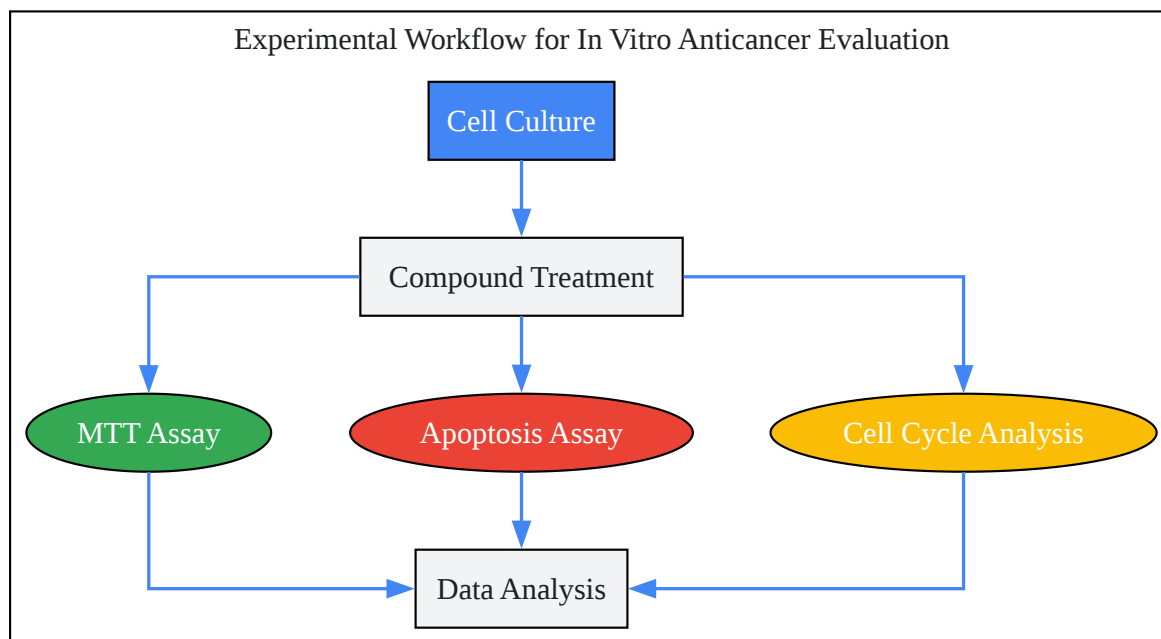 Experimental Workflow for In Vitro Anticancer Evaluation
Cell Culture
Compound Treatment
MTT Assay
Apoptosis Assay
Cell Cycle Analysis
Data Analysis